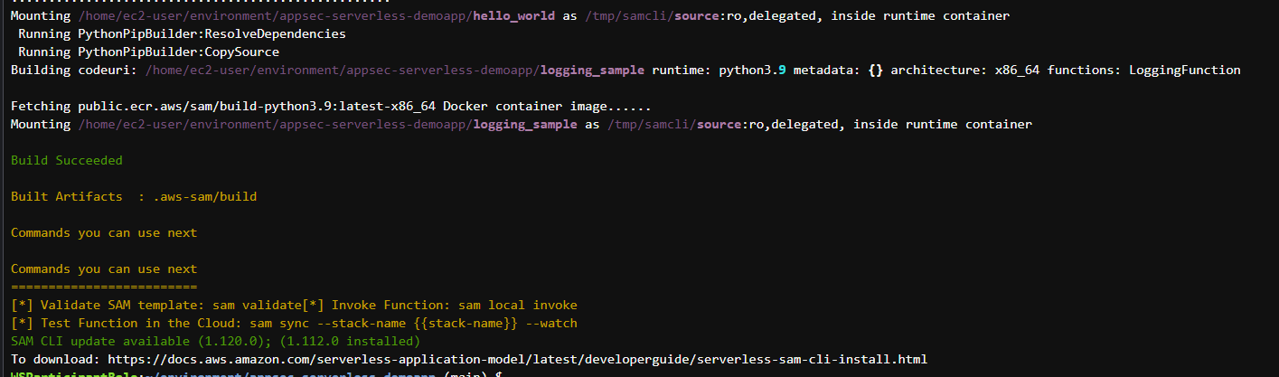 Mounting /home/ec2-user/environment/appsec-serverless-demoapp/hello_world as /tmp/samcli/source:ro,delegated, inside runtime container
 Running PythonPipBuilder:ResolveDependencies
 Running PythonPipBuilder:CopySource
Building codeuri: /home/ec2-user/environment/appsec-serverless-demoapp/logging_sample runtime: python3.9 metadata: {} architecture: x86_64 functions: LoggingFunction
Fetching public.ecr.aws/sam/build-python3.9:latest-x86_64 Docker container image......
Mounting /home/ec2-user/environment/appsec-serverless-demoapp/logging_sample as /tmp/samcli/source:ro,delegated, inside runtime container
Build Succeeded
Built Artifacts  : .aws-sam/build
Commands you can use next
Commands you can use next
=========================
[*] Validate SAM template: sam validate[*] Invoke Function: sam local invoke
[*] Test Function in the Cloud: sam sync --stack-name {{stack-name}} --watch
SAM CLI update available (1.120.0); (1.112.0 installed)
To download: https://docs.aws.amazon.com/serverless-application-model/latest/developerguide/serverless-sam-cli-install.html
WSParticipantRole:~/environment/appsec-serverless-demoapp (main) $